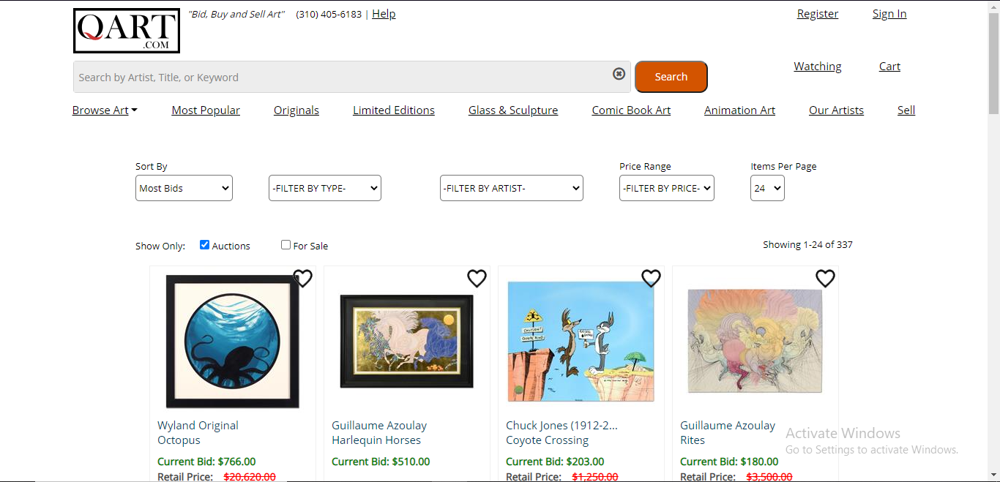 QART
.COM
"Bid, Buy and Sell Art" (310) 405-6183 | Help
Register Sign In
Search by Artist, Title, or Keyword
Search
Watching Cart
Browse Art Most Popular Originals Limited Editions Glass & Sculpture Comic Book Art Animation Art Our Artists Sell
Sort By Price Range Items Per Page
Most Bids -FILTER BY TYPE- -FILTER BY ARTIST- -FILTER BY PRICE- 24
Show Only: Auctions For Sale Showing 1-24 of 337
Wyland Original
Octopus
Current Bid: $766.00
Retail Price: $20,620.00
Guillaume Azoulay
Harlequin Horses
Current Bid: $510.00
Chuck Jones (1912-2...
Coyote Crossing
Current Bid: $203.00
Retail Price: $1,250.00
Guillaume Azoulay
Rites
Current Bid: $180.00
Retail Price: $3,500.00
Activate Windows
Go to Settings to activate Windows.